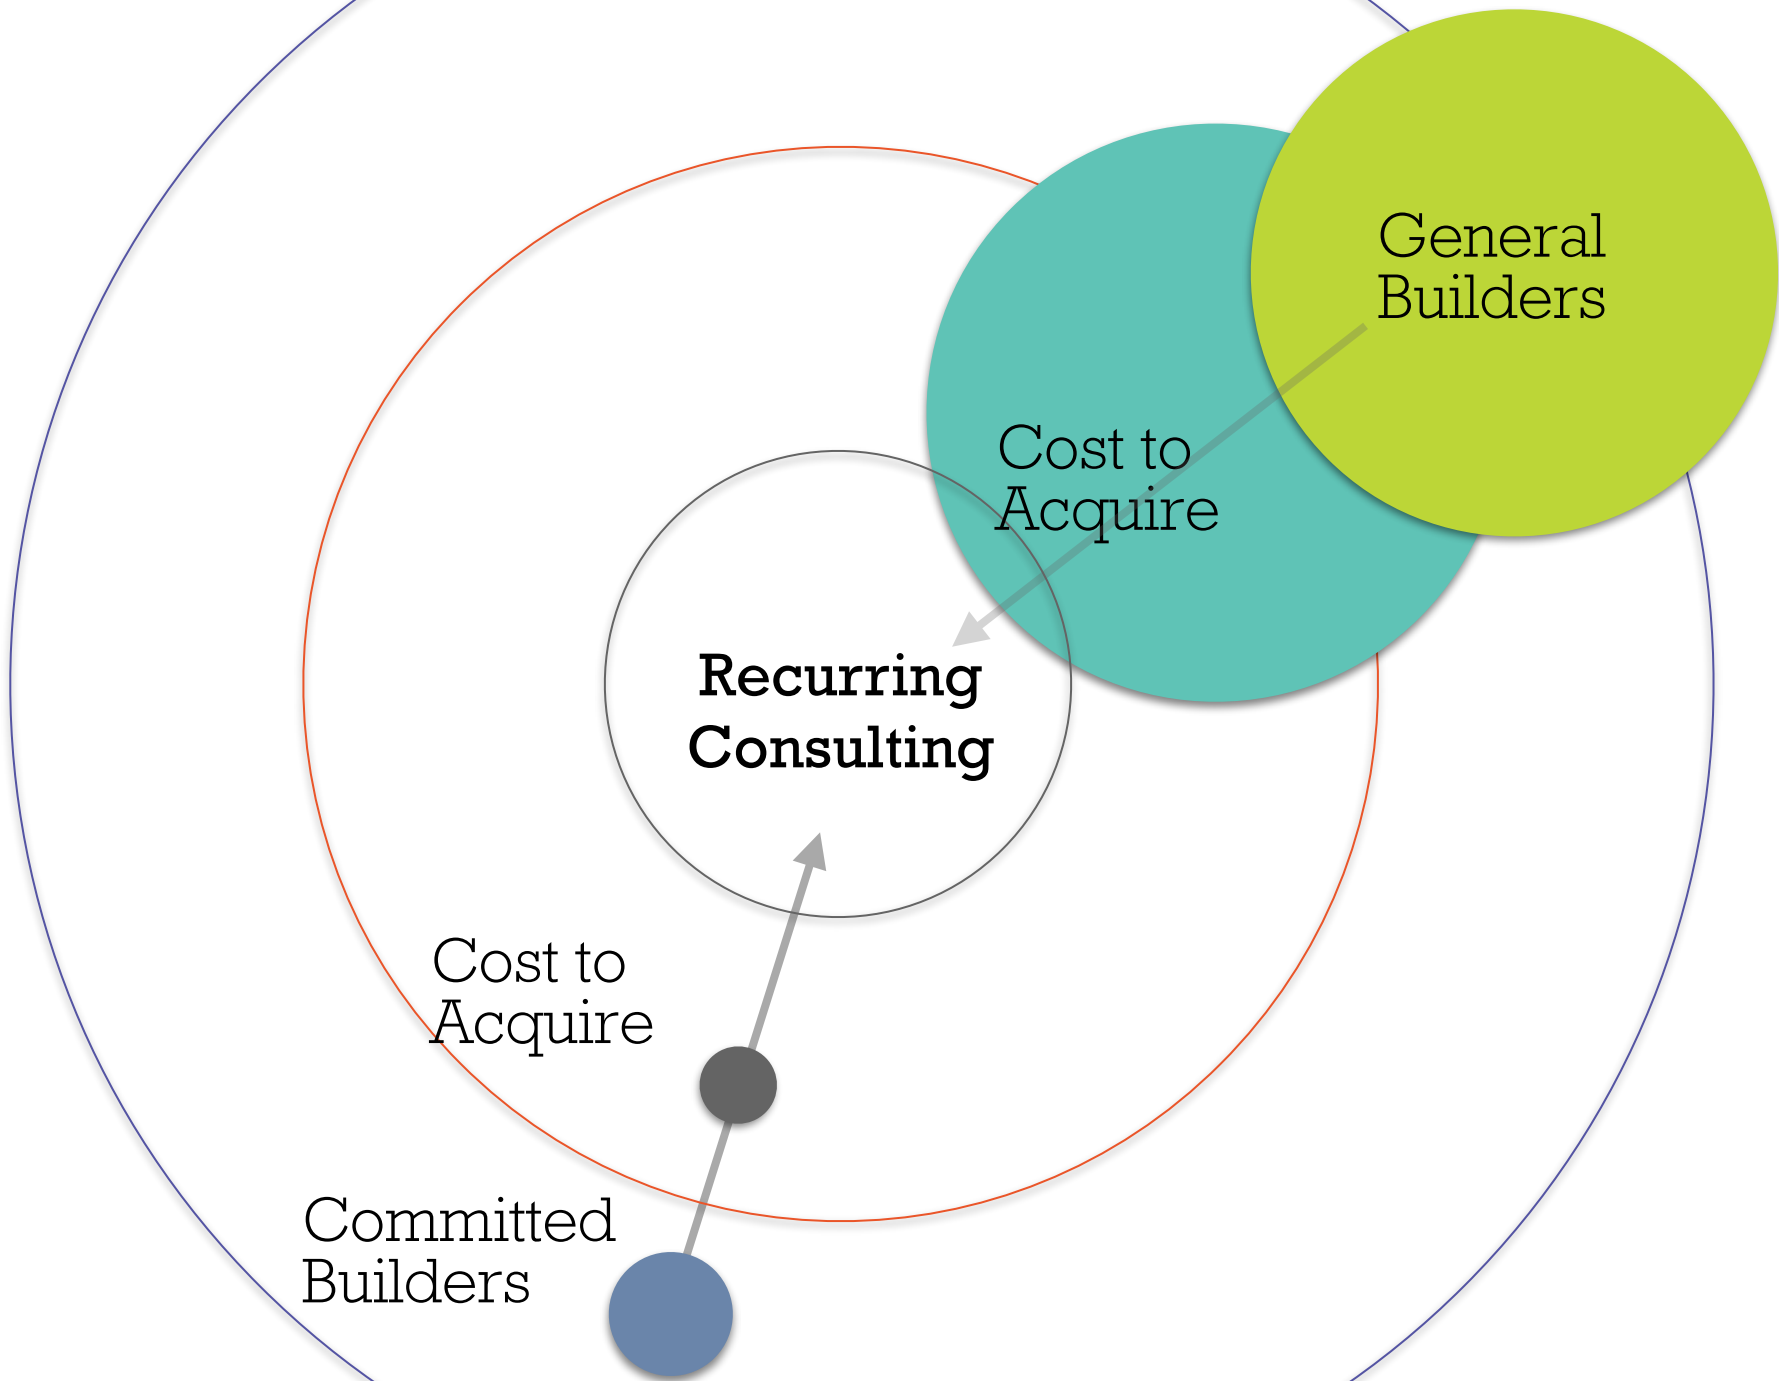 General
Builders
Cost to
Acquire
Recurring
Consulting
Cost to
Acquire
Committed
Builders